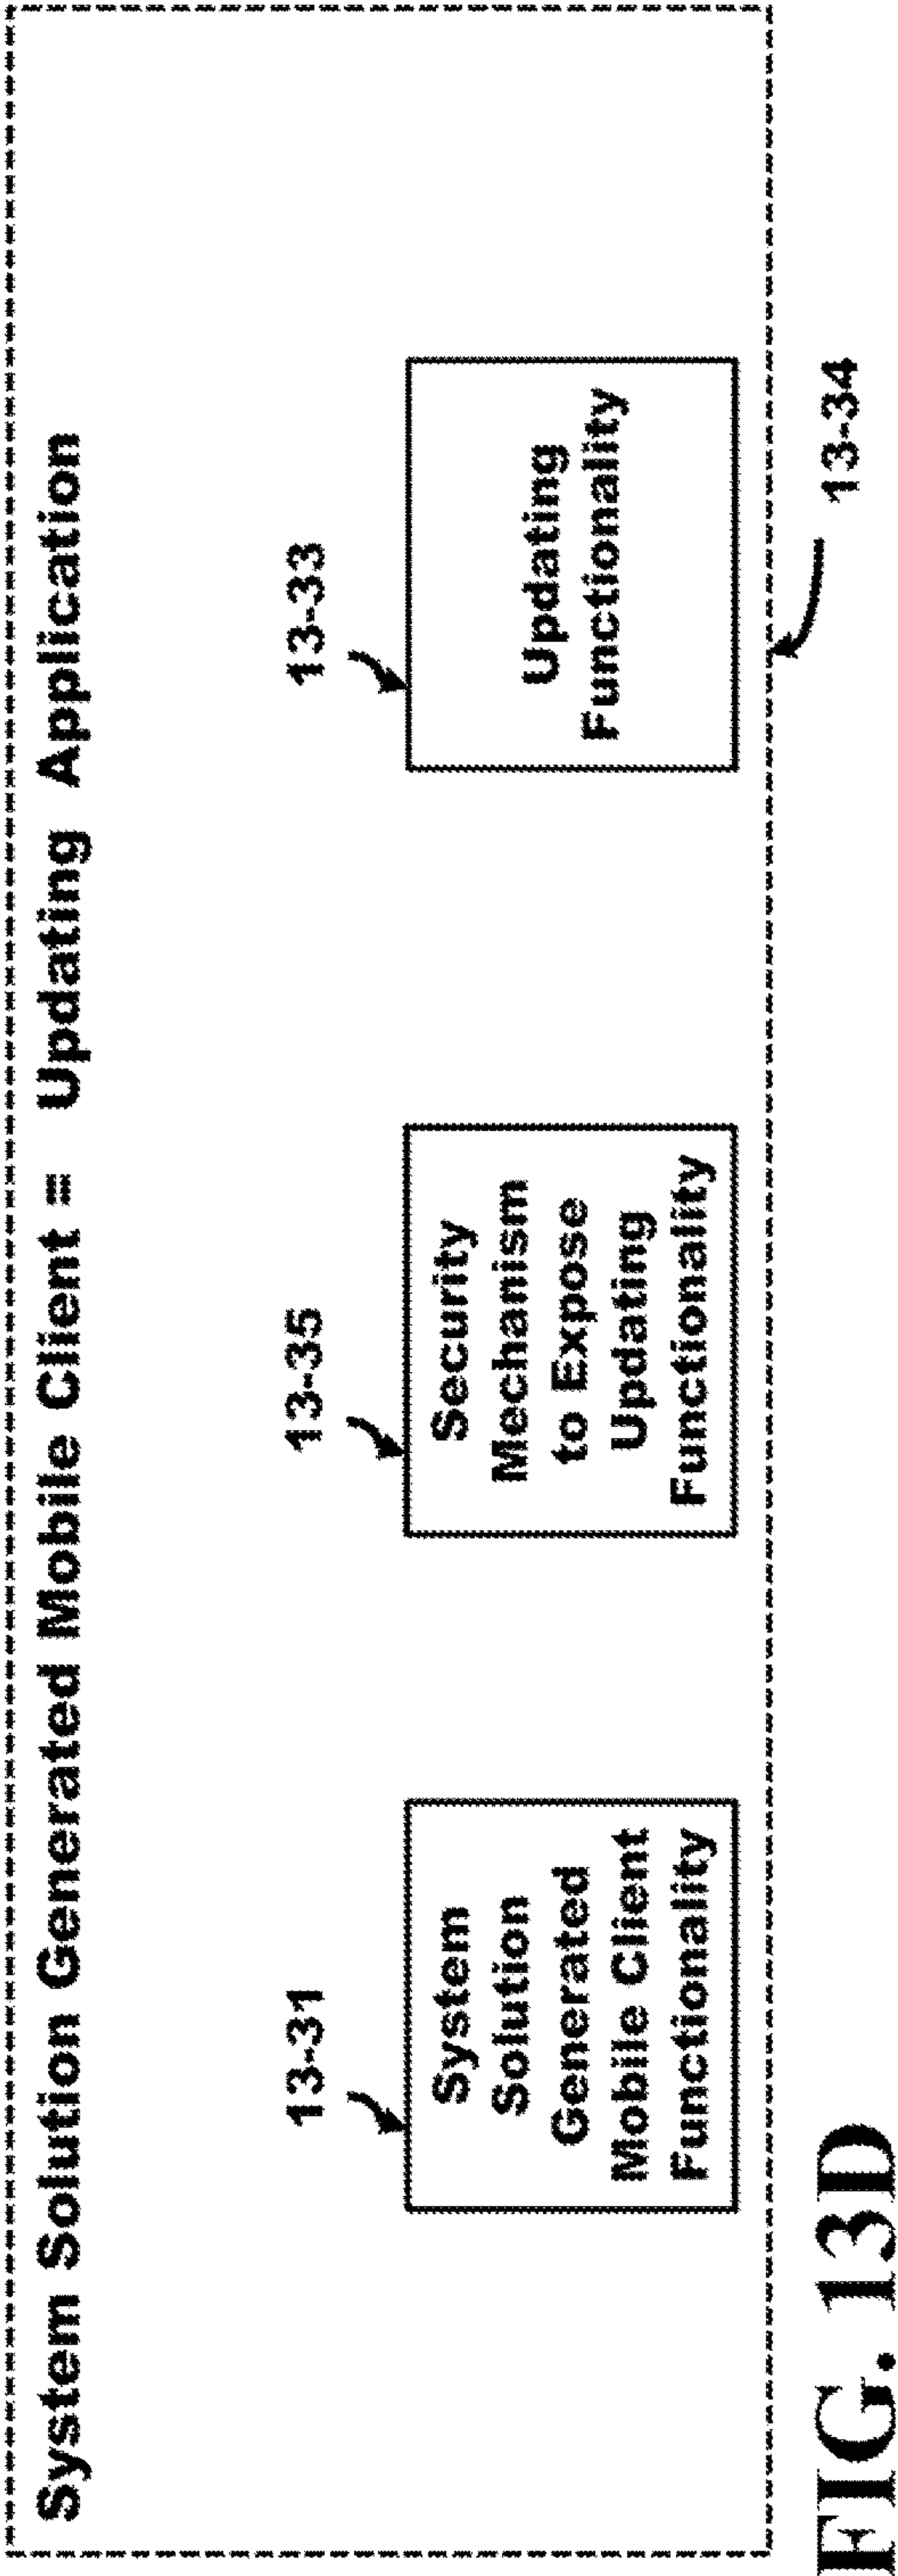 System Solution Generated Mobile Client = Updating Application
13-31
System
Solution
Generated
Mobile Client
Functionality
13-35
Security
Mechanism
to Expose
Updating
Functionality
13-33
Updating
Functionality
13-34
FIG. 13D